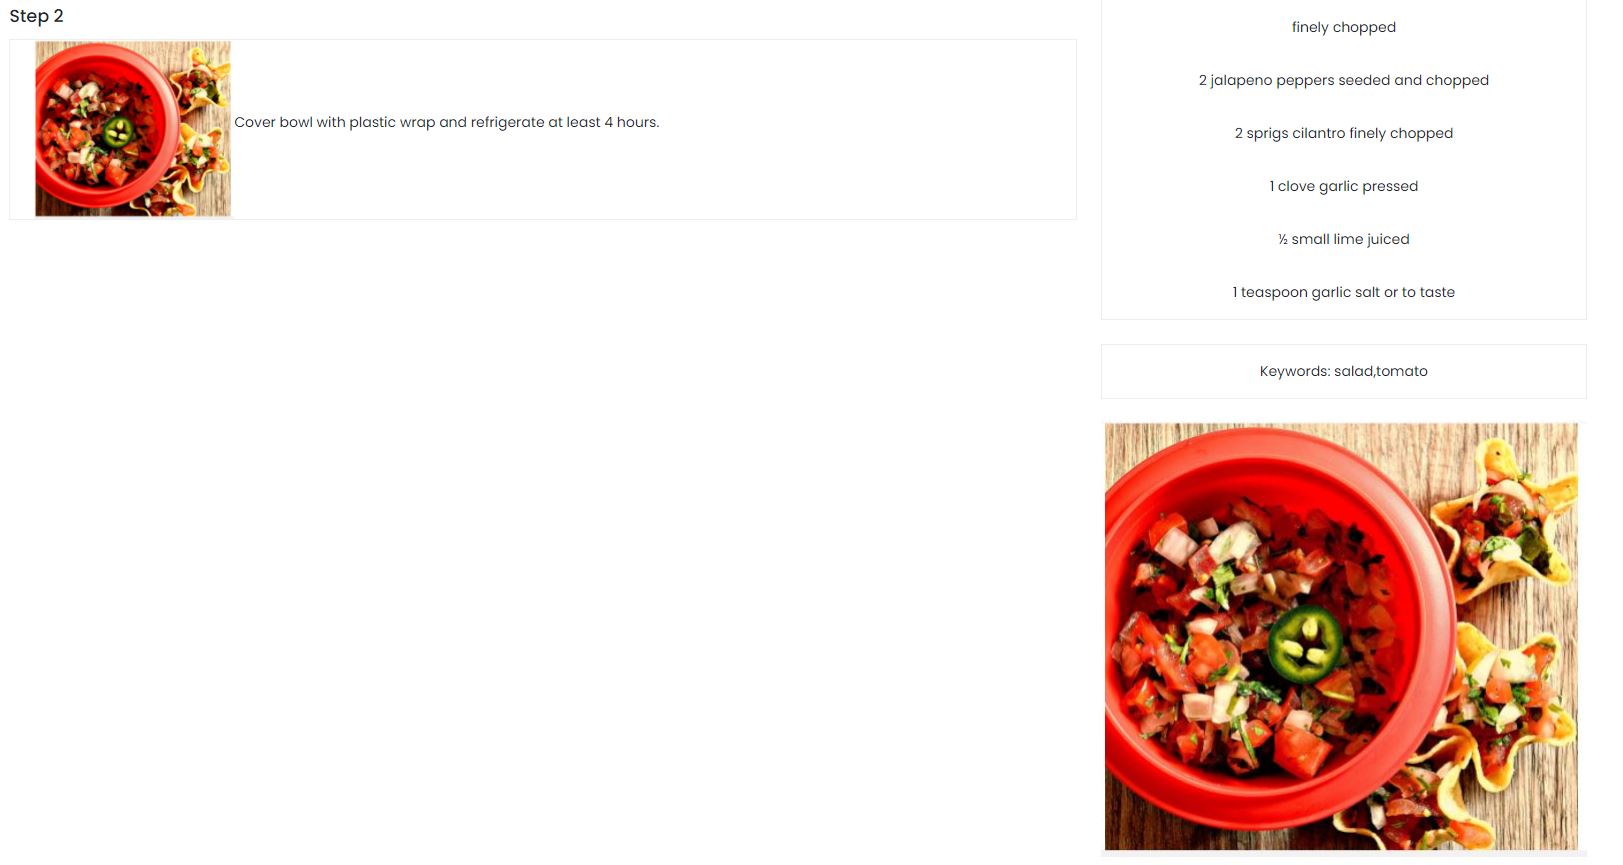 Step 2
Cover bowl with plastic wrap and refrigerate at least 4 hours.
finely chopped
2 jalapeno peppers seeded and chopped
2 sprigs cilantro finely chopped
1 clove garlic pressed
½ small lime juiced
1 teaspoon garlic salt or to taste
Keywords: salad,tomato